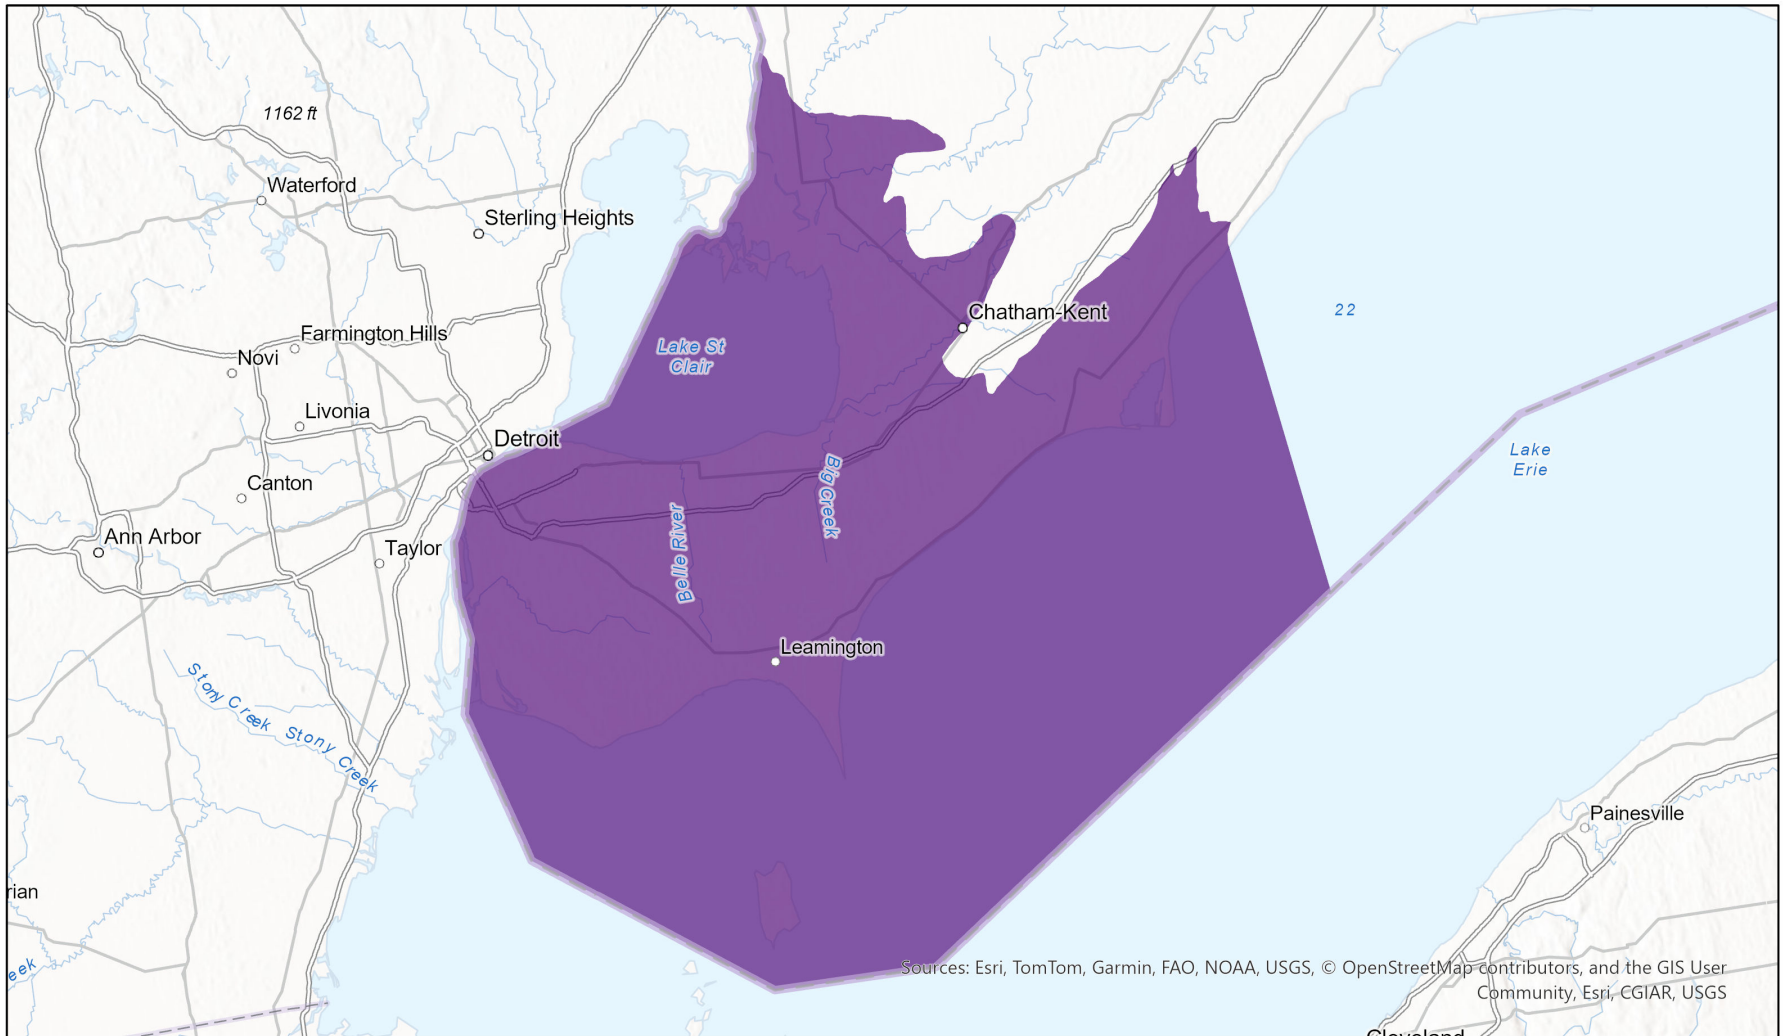 1162 ft
Waterford
Sterling Heights
Chatham-Kent
22
Farmington Hills
Lake St
Clair
Novi
Livonia
Detroit
Lake
Erie
Canton
Big Creek
Ann Arbor
Belle River
Taylor
Leamington
Stony Creek
Stony Creek
Painesville
rian
eek
Sources: Esri, TomTom, Garmin, FAO, NOAA, USGS, © OpenStreetMap contributors, and the GIS User
Community, Esri, CGIAR, USGS
Cleveland